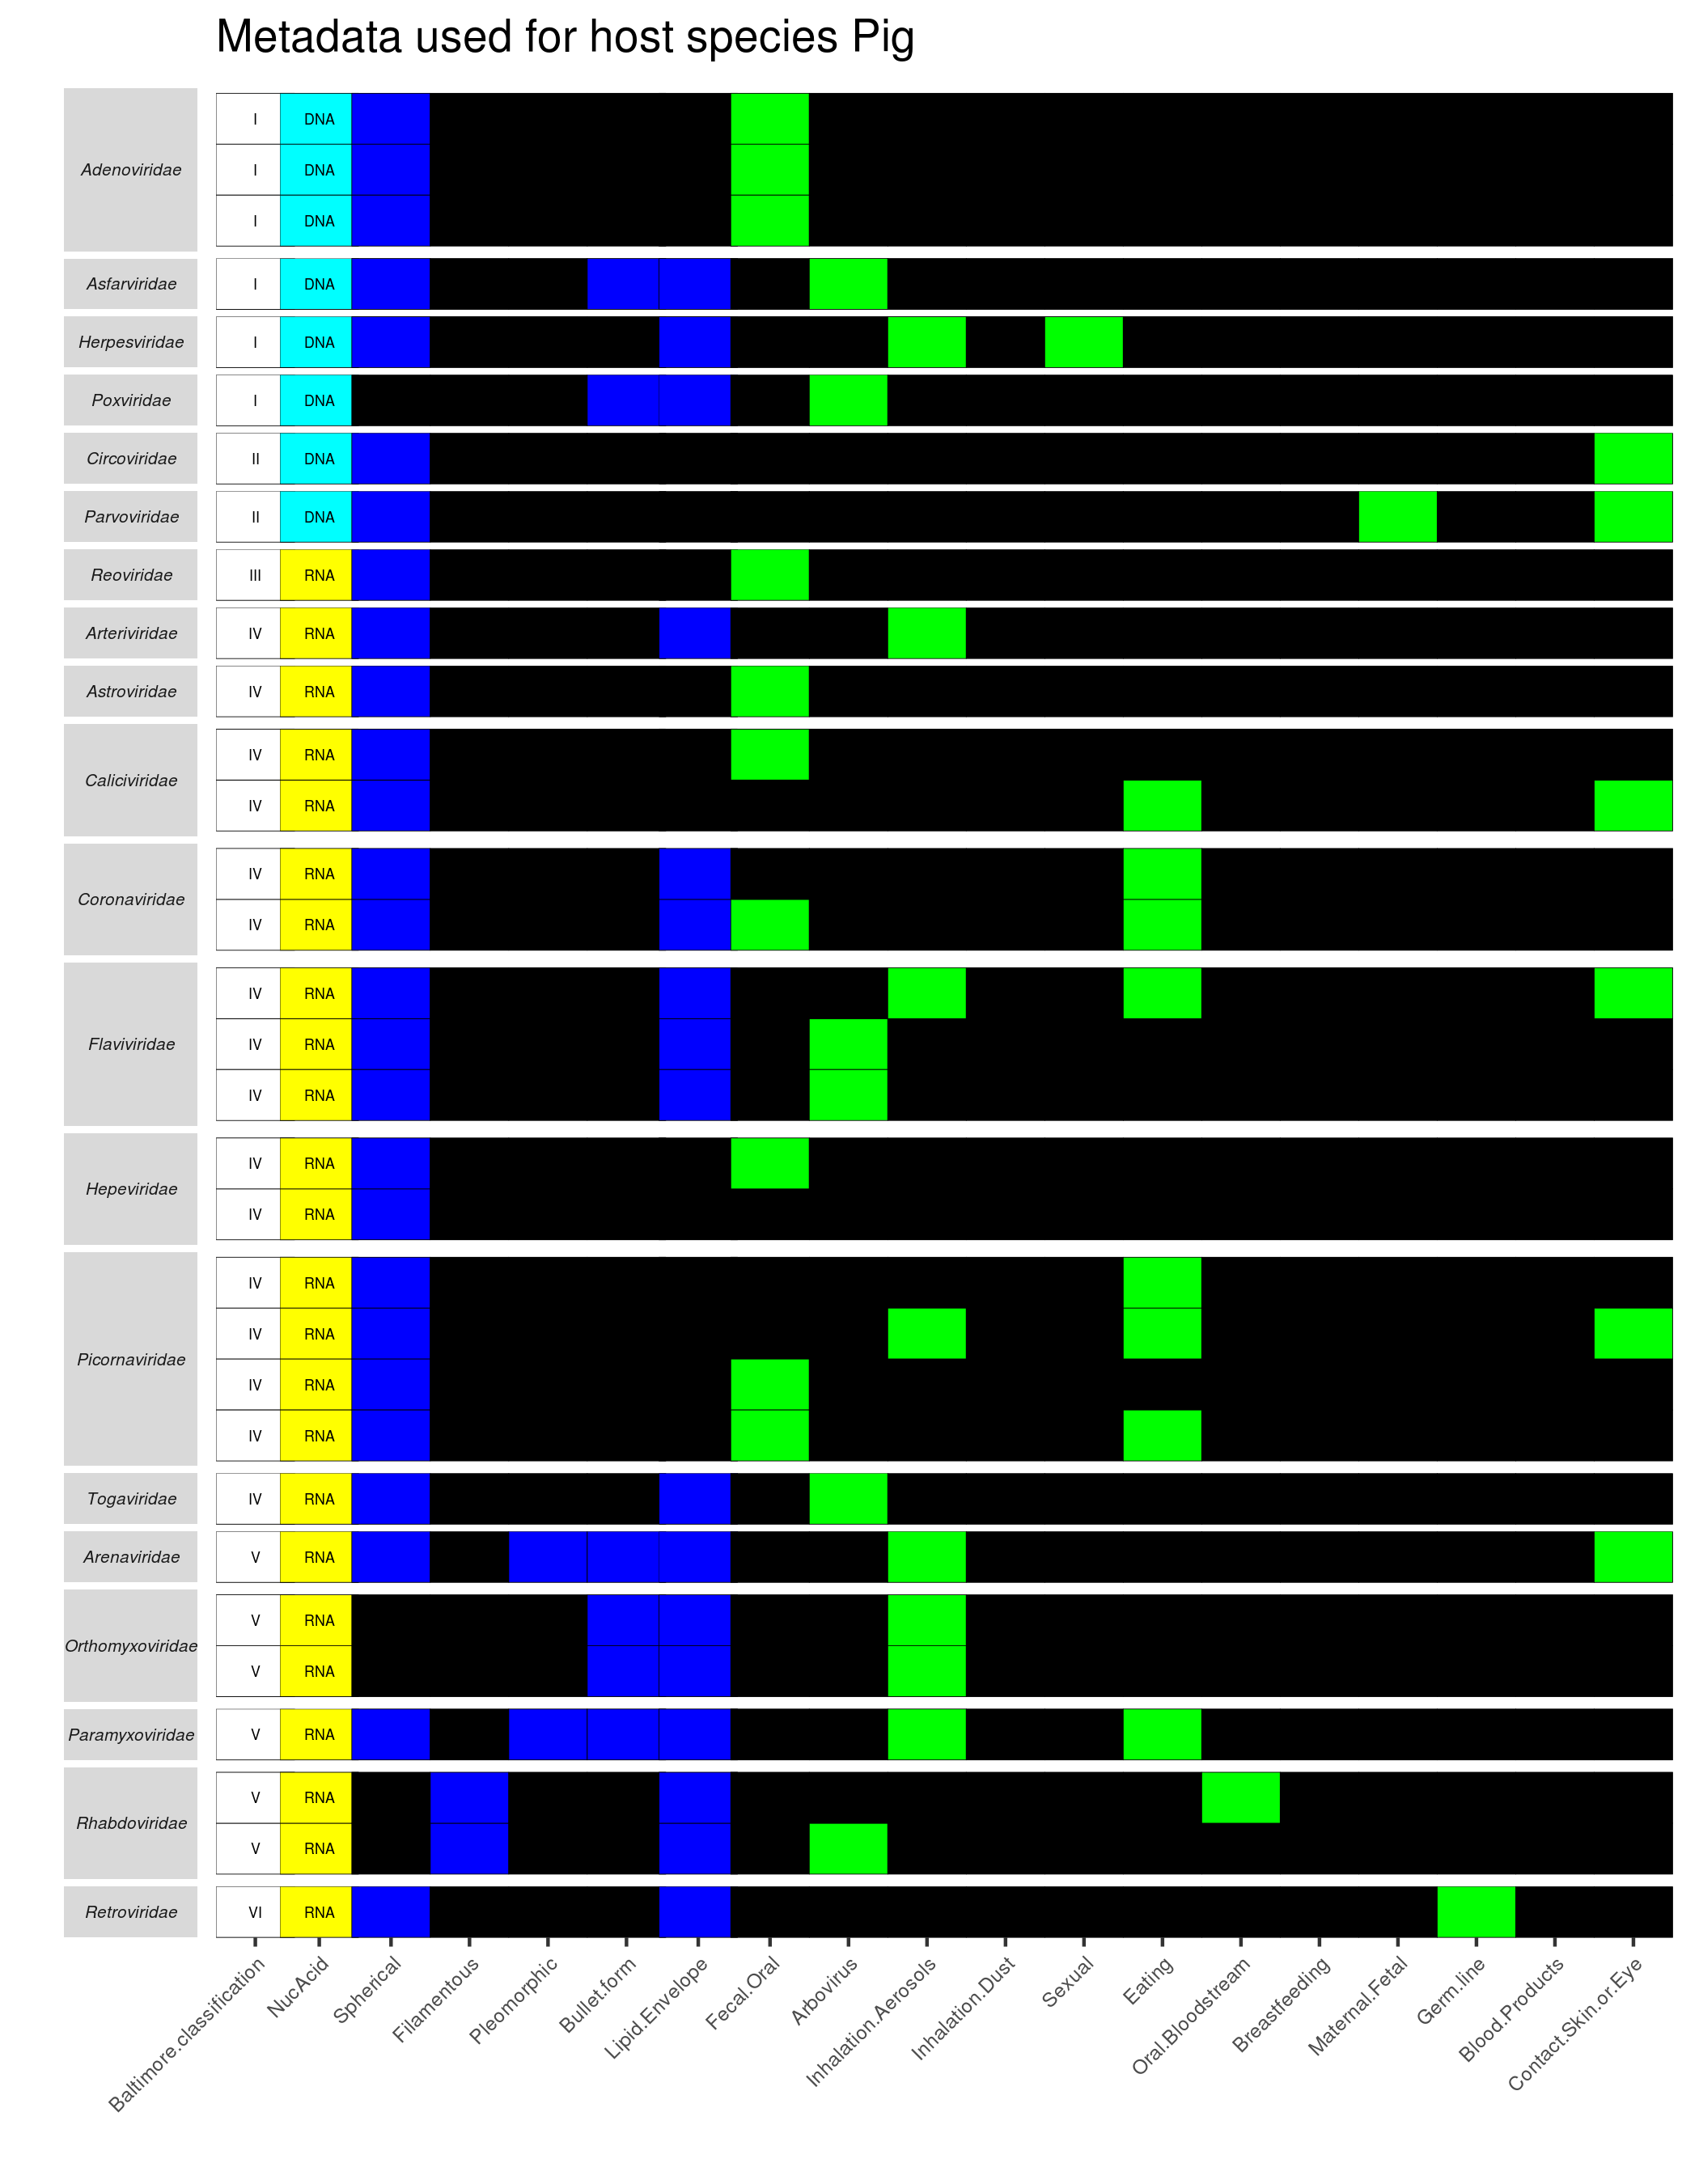 Metadata used for host species Pig
Adenoviridae
I DNA
I DNA
I DNA
Asfarviridae
I DNA
Herpesviridae
I DNA
Poxviridae
I DNA
Circoviridae
II DNA
Parvoviridae
II DNA
Reoviridae
III RNA
Arteriviridae
IV RNA
Astroviridae
IV RNA
Caliciviridae
IV RNA
IV RNA
Coronaviridae
IV RNA
IV RNA
Flaviviridae
IV RNA
IV RNA
IV RNA
Hepeviridae
IV RNA
IV RNA
Picornaviridae
IV RNA
IV RNA
IV RNA
IV RNA
Togaviridae
IV RNA
Arenaviridae
V RNA
Orthomyxoviridae
V RNA
V RNA
Paramyxoviridae
V RNA
Rhabdoviridae
V RNA
V RNA
Retroviridae
VI RNA
Baltimore.classification
NucAcid
Spherical
Filamentous
Pleomorphic
Bullet.form
Lipid.Envelope
Fecal.Oral
Arbovirus
Inhalation.Aerosols
Inhalation.Dust
Sexual
Eating
Oral.Bloodstream
Breastfeeding
Maternal.Fetal
Germ.line
Blood.Products
Contact.Skin.or.Eye